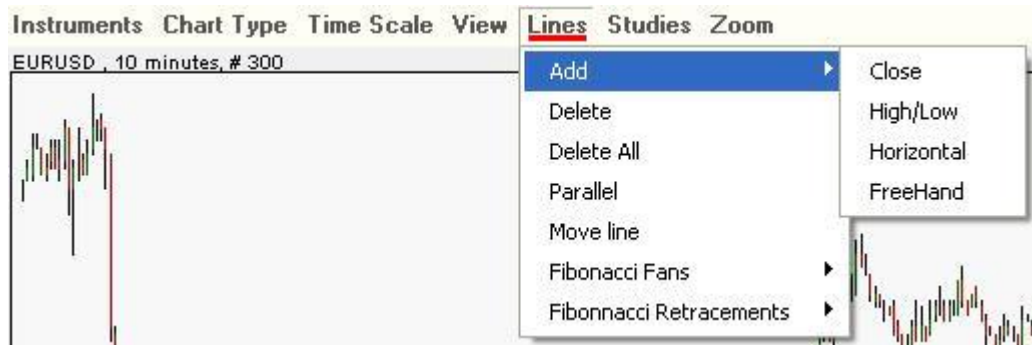 Instruments Chart Type Time Scale View Lines Studies Zoom
EURUSD , 10 minutes, # 300
Add
Delete
Delete All
Parallel
Move line
Fibonacci Fans
Fibonnacci Retracements
Close
High/Low
Horizontal
FreeHand